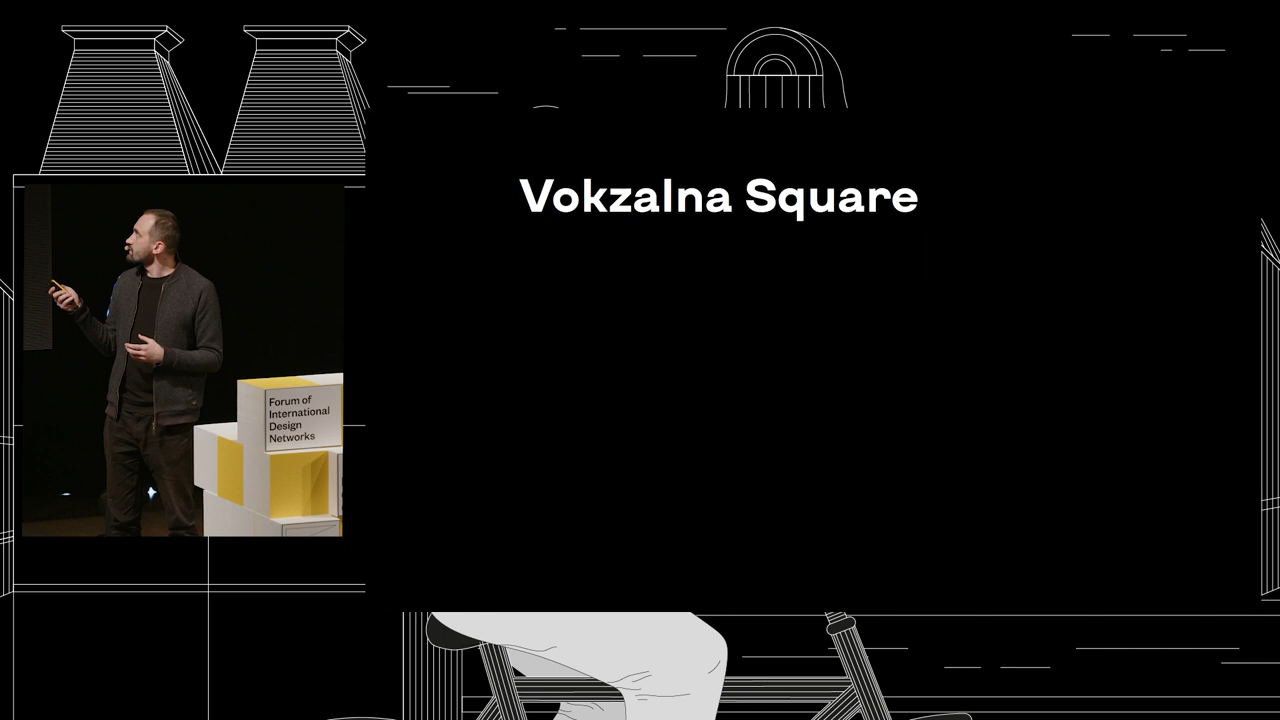 Vokzalna Square
Forum of
International
Design
Networks